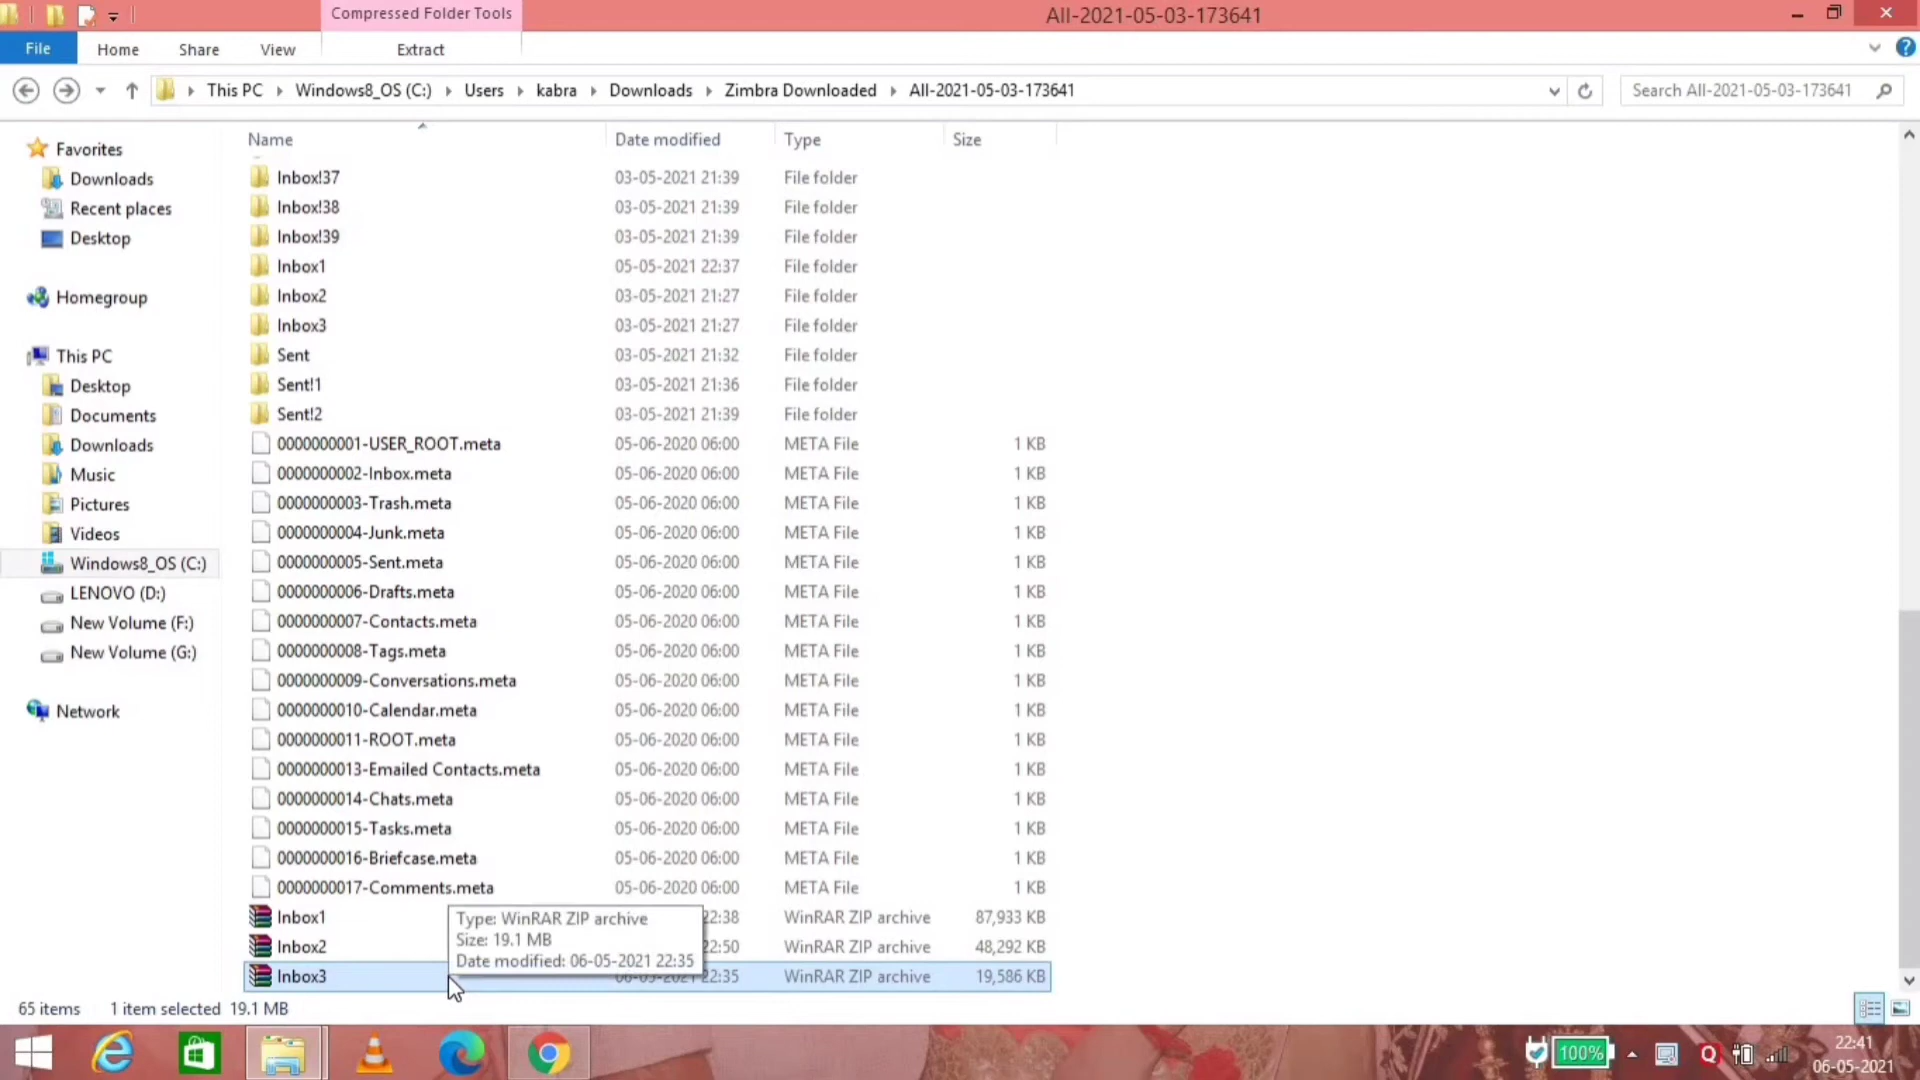 Compressed Folder Tools
All-2021-05-03-173641
File Home Share View Extract
This PC Windows8_OS (C:) Users kabra Downloads Zimbra Downloaded All-2021-05-03-173641
Search All-2021-05-03-173641
Name Date modified Type Size
Favorites
Downloads
Recent places
Desktop
Homegroup
This PC
Desktop
Documents
Downloads
Music
Pictures
Videos
Windows8_OS (C:)
LENOVO (D:)
New Volume (F:)
New Volume (G:)
Network
Inbox!37 03-05-2021 21:39 File folder
Inbox!38 03-05-2021 21:39 File folder
Inbox!39 03-05-2021 21:39 File folder
Inbox1 05-05-2021 22:37 File folder
Inbox2 03-05-2021 21:27 File folder
Inbox3 03-05-2021 21:27 File folder
Sent 03-05-2021 21:32 File folder
Sent!1 03-05-2021 21:36 File folder
Sent!2 03-05-2021 21:39 File folder
0000000001-USER_ROOT.meta 05-06-2020 06:00 META File 1 KB
0000000002-Inbox.meta 05-06-2020 06:00 META File 1 KB
0000000003-Trash.meta 05-06-2020 06:00 META File 1 KB
0000000004-Junk.meta 05-06-2020 06:00 META File 1 KB
0000000005-Sent.meta 05-06-2020 06:00 META File 1 KB
0000000006-Drafts.meta 05-06-2020 06:00 META File 1 KB
0000000007-Contacts.meta 05-06-2020 06:00 META File 1 KB
0000000008-Tags.meta 05-06-2020 06:00 META File 1 KB
0000000009-Conversations.meta 05-06-2020 06:00 META File 1 KB
0000000010-Calendar.meta 05-06-2020 06:00 META File 1 KB
0000000011-ROOT.meta 05-06-2020 06:00 META File 1 KB
0000000013-Emailed Contacts.meta 05-06-2020 06:00 META File 1 KB
0000000014-Chats.meta 05-06-2020 06:00 META File 1 KB
0000000015-Tasks.meta 05-06-2020 06:00 META File 1 KB
0000000016-Briefcase.meta 05-06-2020 06:00 META File 1 KB
0000000017-Comments.meta 05-06-2020 06:00 META File 1 KB
Inbox1 22:38 WinRAR ZIP archive 87,933 KB
Inbox2 22:50 WinRAR ZIP archive 48,292 KB
Inbox3 06-05-2021 22:35 WinRAR ZIP archive 19,586 KB
Type: WinRAR ZIP archive
Size: 19.1 MB
Date modified: 06-05-2021 22:35
65 items 1 item selected 19.1 MB
100%
22:41
06-05-2021